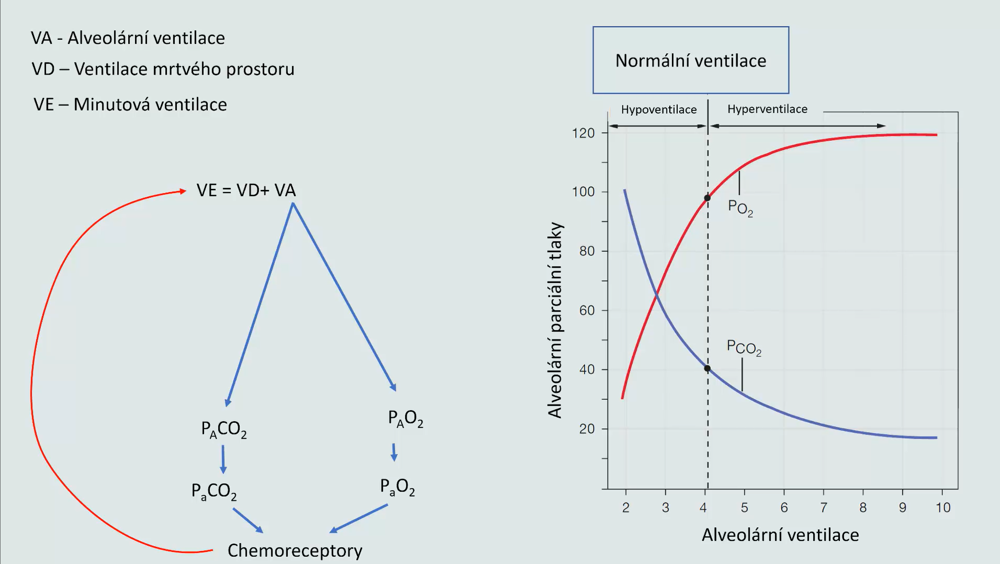 VA - Alveolární ventilace
VD – Ventilace mrtvého prostoru
VE – Minutová ventilace
VE = VD+ VA
PACO2
PAO2
PaCO2
PaO2
Chemoreceptory
Normální ventilace
Hypoventilace
Hyperventilace
120
100
80
60
40
20
Alveolární parciální tlaky
PO2
PCO2
2 3 4 5 6 7 8 9 10
Alveolární ventilace